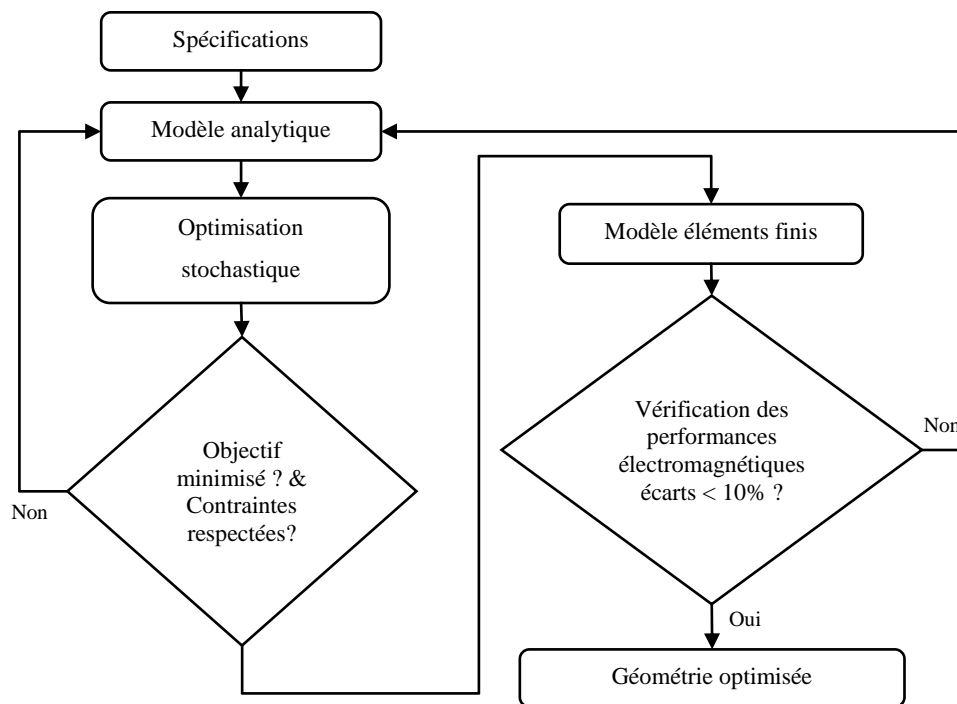 Spécifications
Modèle analytique
Optimisation
stochastique
Objectif
minimisé ? &
Contraintes
respectées?
Non
Modèle éléments finis
Vérification des
performances
électromagnétiques
écarts < 10% ?
Non
Oui
Géométrie optimisée